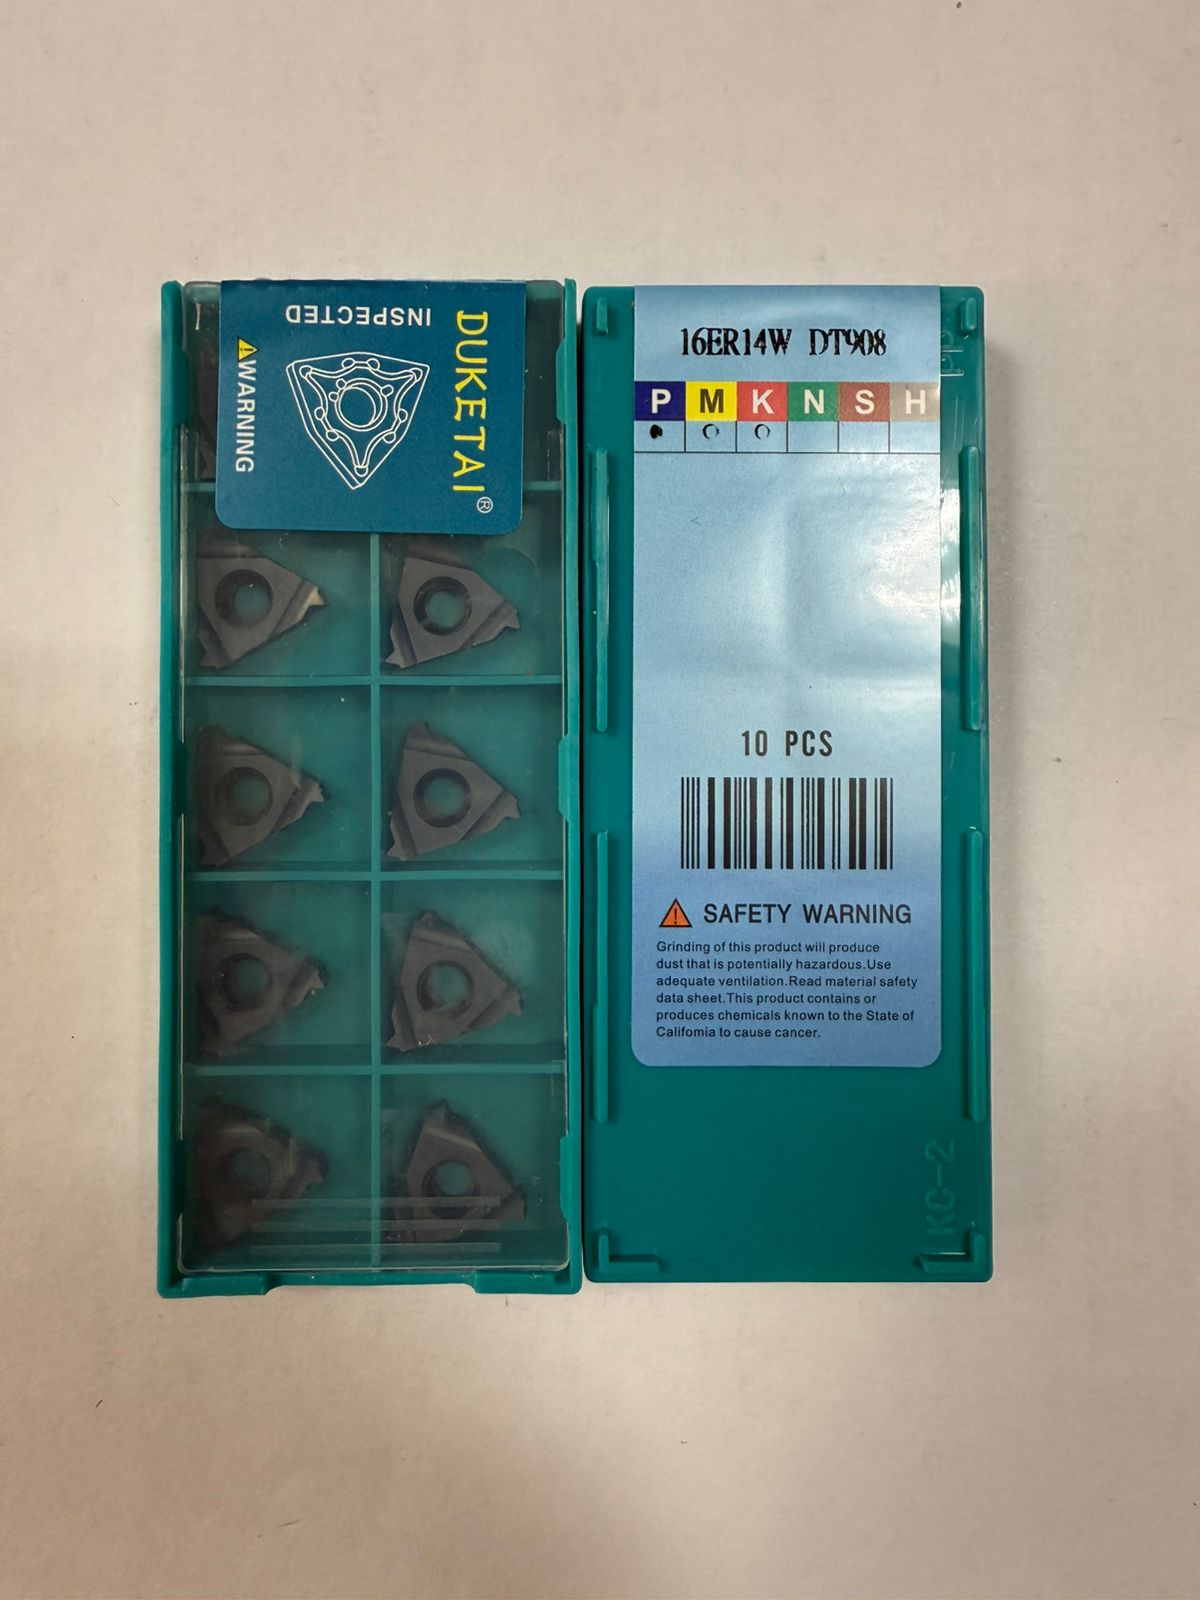 DUKETAI®
INSPECTED
WARNING
16ER14W DT908
P M K N S H
10 PCS
SAFETY WARNING
Grinding of this product will produce
dust that is potentially hazardous.Use
adequate ventilation.Read material safety
data sheet.This product contains or
produces chemicals known to the State of
California to cause cancer.
KC-2